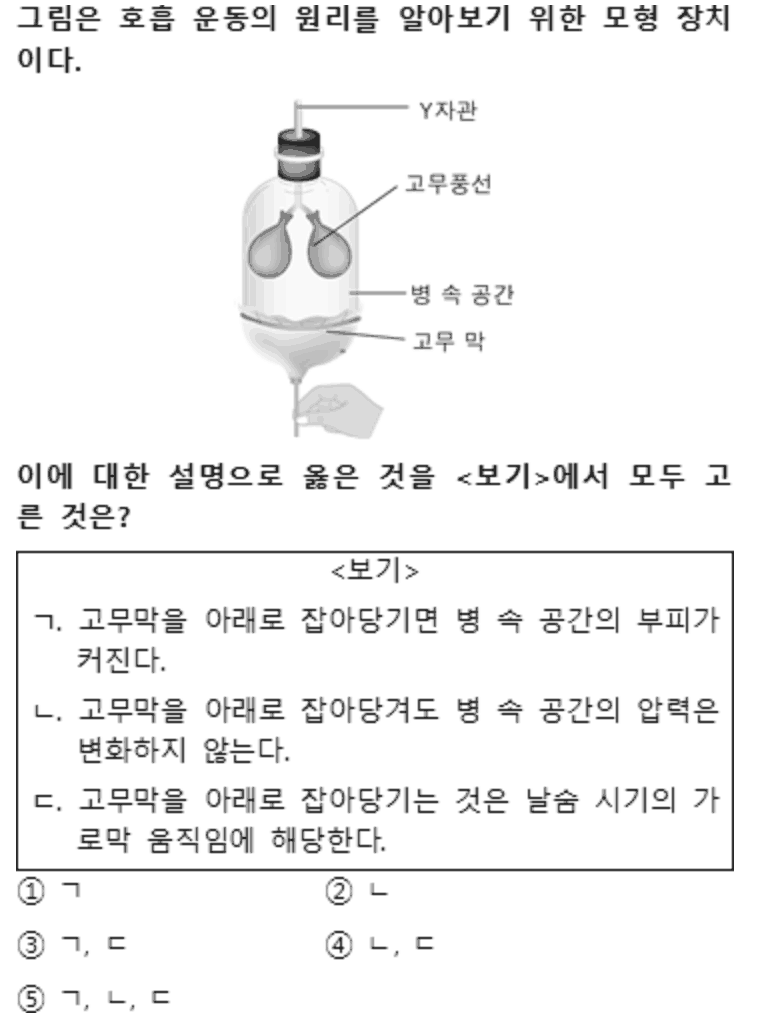 그림은 호흡 운동의 원리를 알아보기 위한 모형 장치
이다.
Y자관
고무풍선
병 속 공간
고무 막
이에 대한 설명으로 옳은 것을 <보기>에서 모두 고
른 것은?
<보기>
ㄱ. 고무막을 아래로 잡아당기면 병 속 공간의 부피가
커진다.
ㄴ. 고무막을 아래로 잡아당겨도 병 속 공간의 압력은
변화하지 않는다.
ㄷ. 고무막을 아래로 잡아당기는 것은 날숨 시기의 가
로막 움직임에 해당한다.
① ㄱ ② ㄴ
③ ㄱ, ㄷ ④ ㄴ, ㄷ
⑤ ㄱ, ㄴ, ㄷ